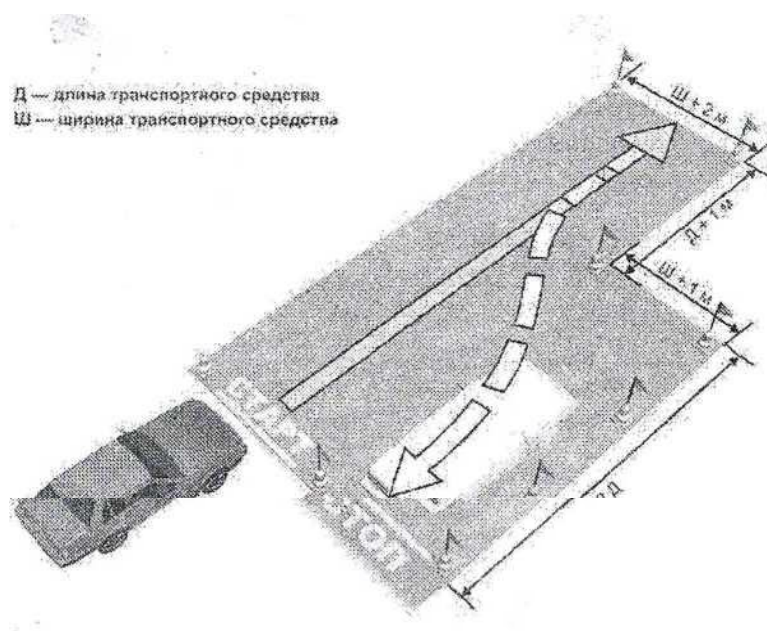 Д — длина транспортного средства
Ш — ширина транспортного средства
Ш + 2 м
Д + 1 м
Ш + 1 м
СТАРТ
СТОП